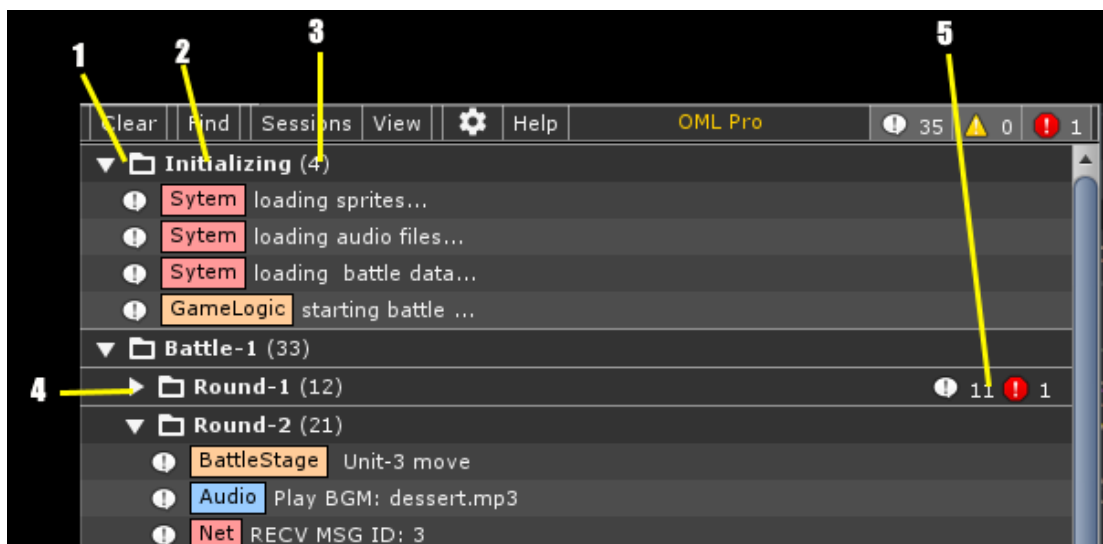 1 2 3 5
Clear Find Sessions View Help OML Pro 35 0 1
Initializing (4)
Sytem loading sprites...
Sytem loading audio files...
Sytem loading battle data...
GameLogic starting battle ...
Battle-1 (33)
4 Round-1 (12) 11 1
Round-2 (21)
BattleStage Unit-3 move
Audio Play BGM: dessert.mp3
Net RECV MSG ID: 3